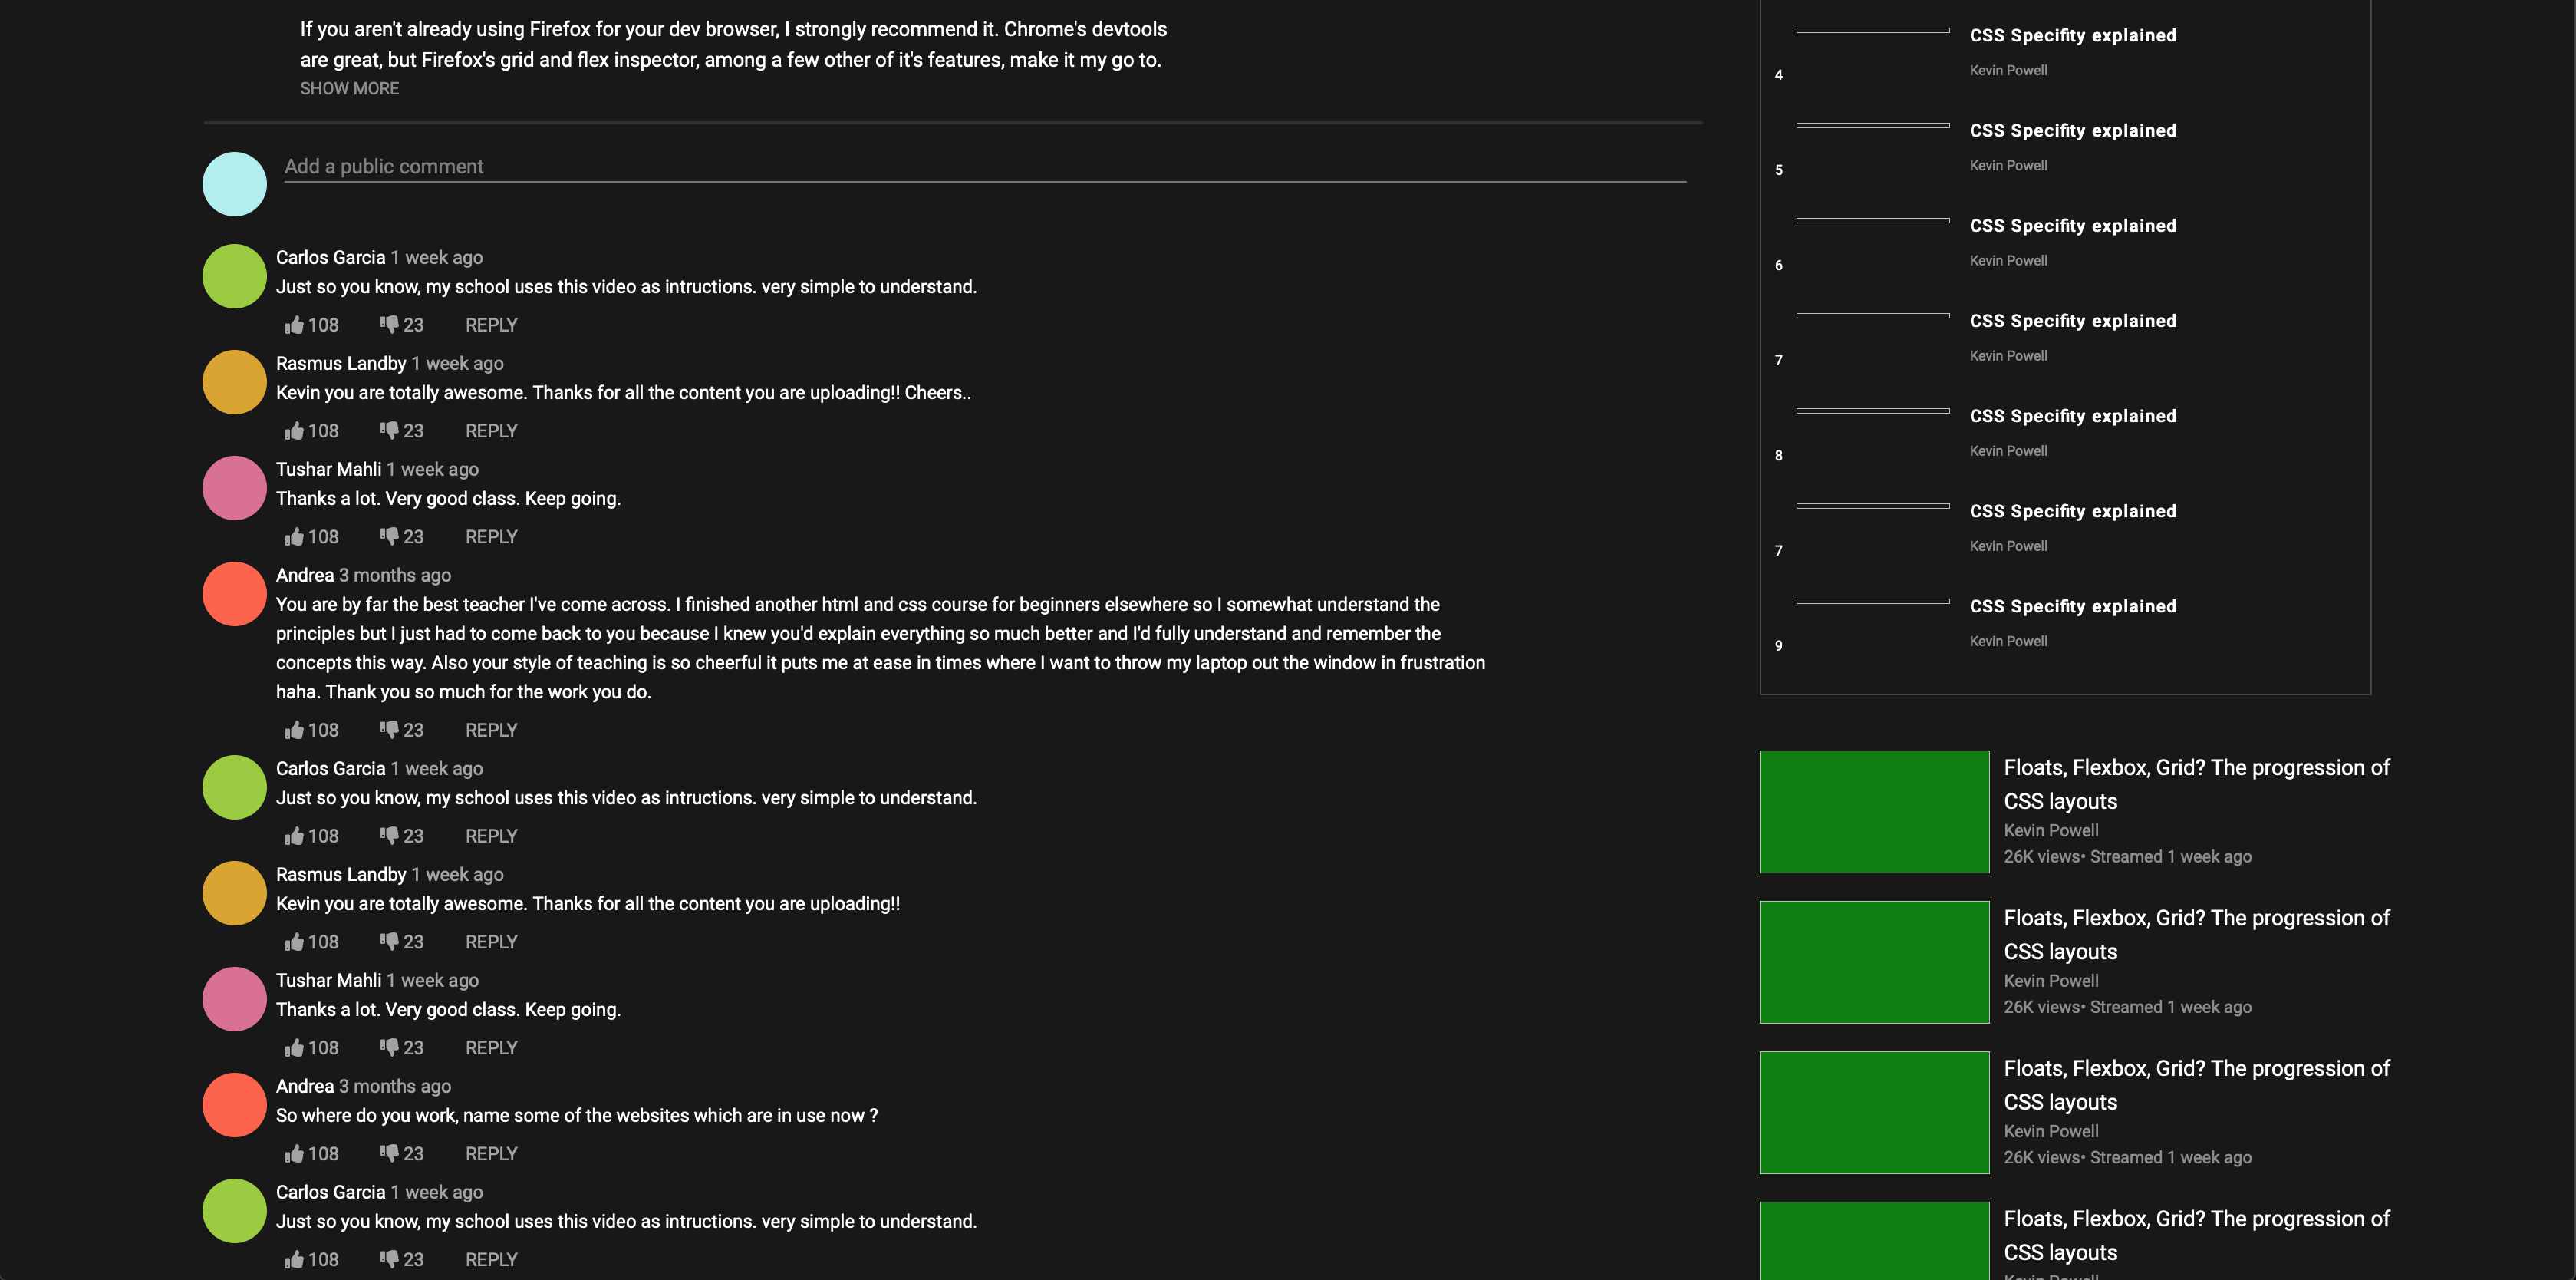 If you aren't already using Firefox for your dev browser, I strongly recommend it. Chrome's devtools
are great, but Firefox's grid and flex inspector, among a few other of it's features, make it my go to.
SHOW MORE
Add a public comment
Carlos Garcia 1 week ago
Just so you know, my school uses this video as intructions. very simple to understand.
108 23 REPLY
Rasmus Landby 1 week ago
Kevin you are totally awesome. Thanks for all the content you are uploading!! Cheers..
108 23 REPLY
Tushar Mahli 1 week ago
Thanks a lot. Very good class. Keep going.
108 23 REPLY
Andrea 3 months ago
You are by far the best teacher I've come across. I finished another html and css course for beginners elsewhere so I somewhat understand the
principles but I just had to come back to you because I knew you'd explain everything so much better and I'd fully understand and remember the
concepts this way. Also your style of teaching is so cheerful it puts me at ease in times where I want to throw my laptop out the window in frustration
haha. Thank you so much for the work you do.
108 23 REPLY
Carlos Garcia 1 week ago
Just so you know, my school uses this video as intructions. very simple to understand.
108 23 REPLY
Rasmus Landby 1 week ago
Kevin you are totally awesome. Thanks for all the content you are uploading!!
108 23 REPLY
Tushar Mahli 1 week ago
Thanks a lot. Very good class. Keep going.
108 23 REPLY
Andrea 3 months ago
So where do you work, name some of the websites which are in use now ?
108 23 REPLY
Carlos Garcia 1 week ago
Just so you know, my school uses this video as intructions. very simple to understand.
108 23 REPLY
CSS Specifity explained
Kevin Powell
4
CSS Specifity explained
Kevin Powell
5
CSS Specifity explained
Kevin Powell
6
CSS Specifity explained
Kevin Powell
7
CSS Specifity explained
Kevin Powell
8
CSS Specifity explained
Kevin Powell
7
CSS Specifity explained
Kevin Powell
9
Floats, Flexbox, Grid? The progression of
CSS layouts
Kevin Powell
26K views• Streamed 1 week ago
Floats, Flexbox, Grid? The progression of
CSS layouts
Kevin Powell
26K views• Streamed 1 week ago
Floats, Flexbox, Grid? The progression of
CSS layouts
Kevin Powell
26K views• Streamed 1 week ago
Floats, Flexbox, Grid? The progression of
CSS layouts